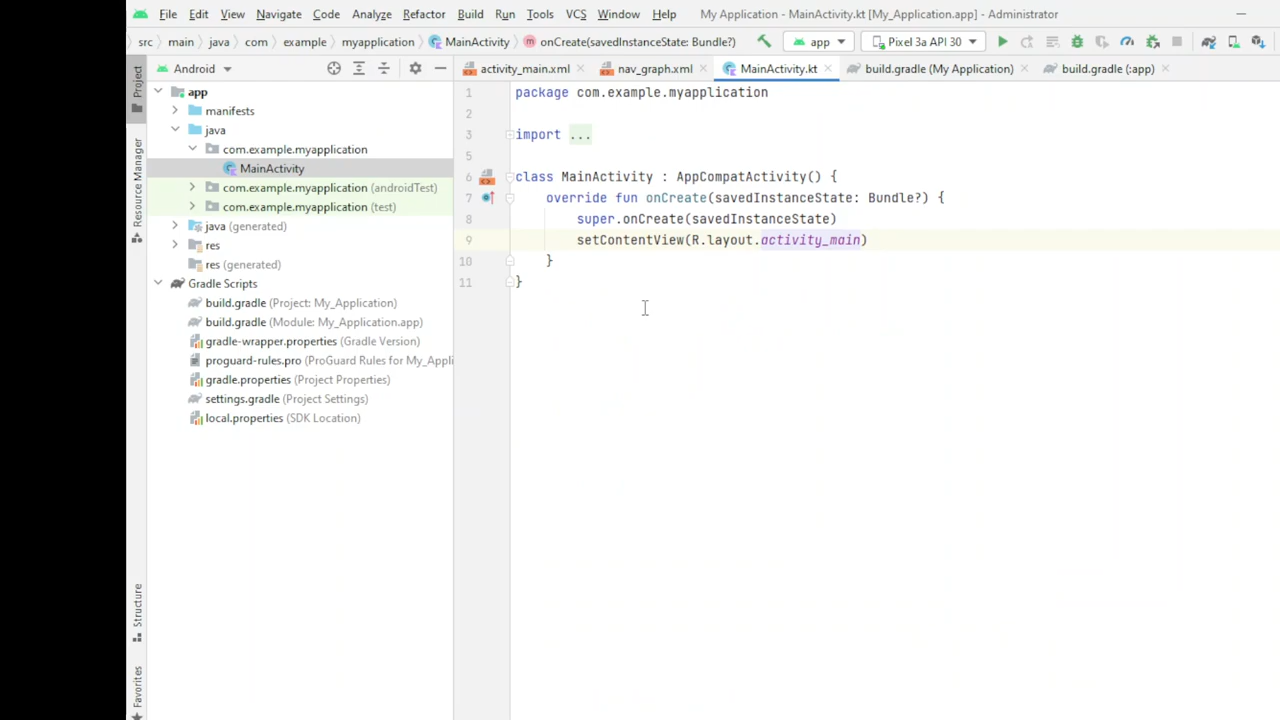 File Edit View Navigate Code Analyze Refactor Build Run Tools VCS Window Help My Application - MainActivity.kt [My_Application.app] - Administrator
src main java com example myapplication MainActivity onCreate(savedInstanceState: Bundle?) app Pixel 3a API 30
Project
Android
activity_main.xml nav_graph.xml MainActivity.kt build.gradle (My Application) build.gradle (:app)
app
manifests
java
com.example.myapplication
MainActivity
com.example.myapplication (androidTest)
com.example.myapplication (test)
java (generated)
res
res (generated)
Gradle Scripts
build.gradle (Project: My_Application)
build.gradle (Module: My_Application.app)
gradle-wrapper.properties (Gradle Version)
proguard-rules.pro (ProGuard Rules for My_Appli
gradle.properties (Project Properties)
settings.gradle (Project Settings)
local.properties (SDK Location)
Resource Manager
Structure
Favorites
1 package com.example.myapplication
2
3 import ...
5
6 class MainActivity : AppCompatActivity() {
7 override fun onCreate(savedInstanceState: Bundle?) {
8 super.onCreate(savedInstanceState)
9 setContentView(R.layout.activity_main)
10 }
11 }